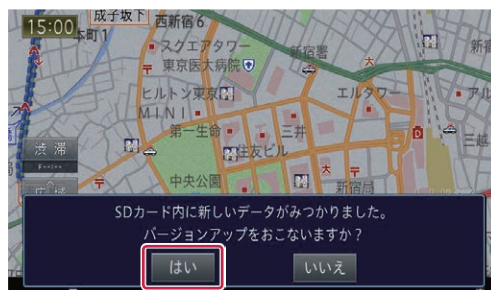 15:00
成子坂下
西新宿6
本町1
スクエアタワー
新宿署
東京医大病院
ヒルトン東京
エルタワー
MINI
第一生命
三井
住友ビル
三越
渋滞
中央公園
新宿局
広域
SDカード内に新しいデータがみつかりました。
バージョンアップをおこないますか？
はい
いいえ